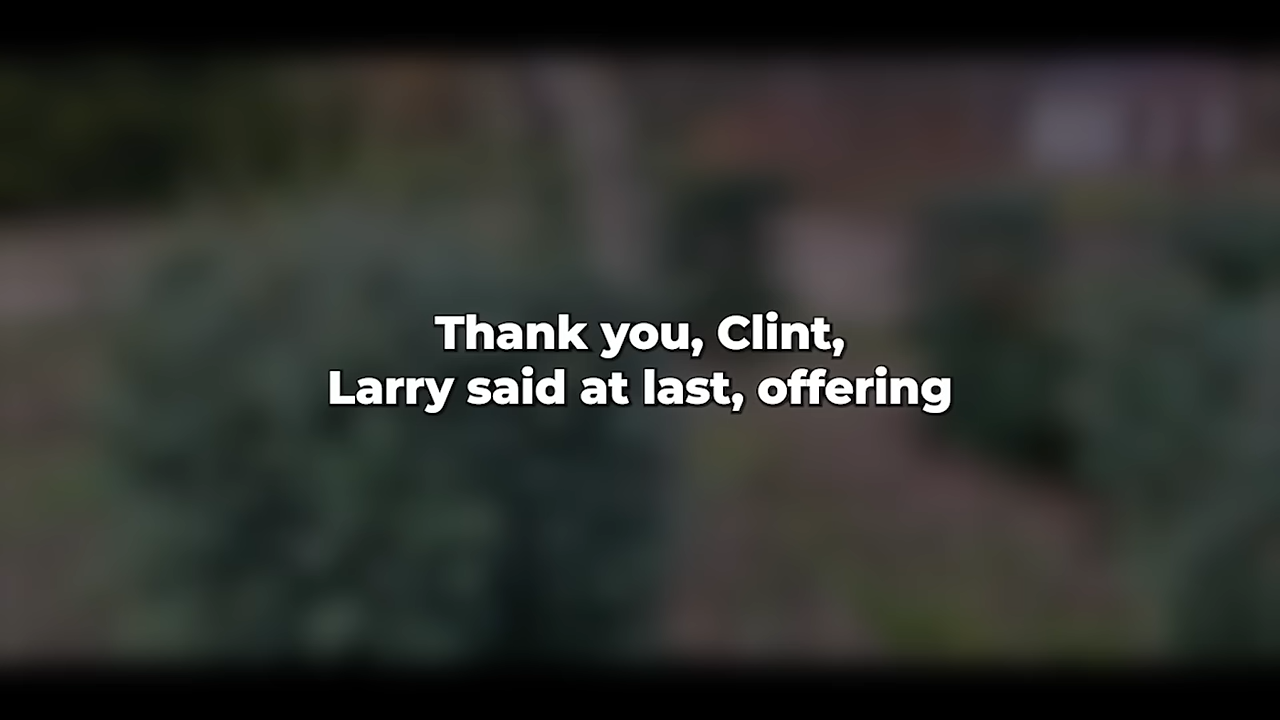 Thank you, Clint,
Larry said at last, offering